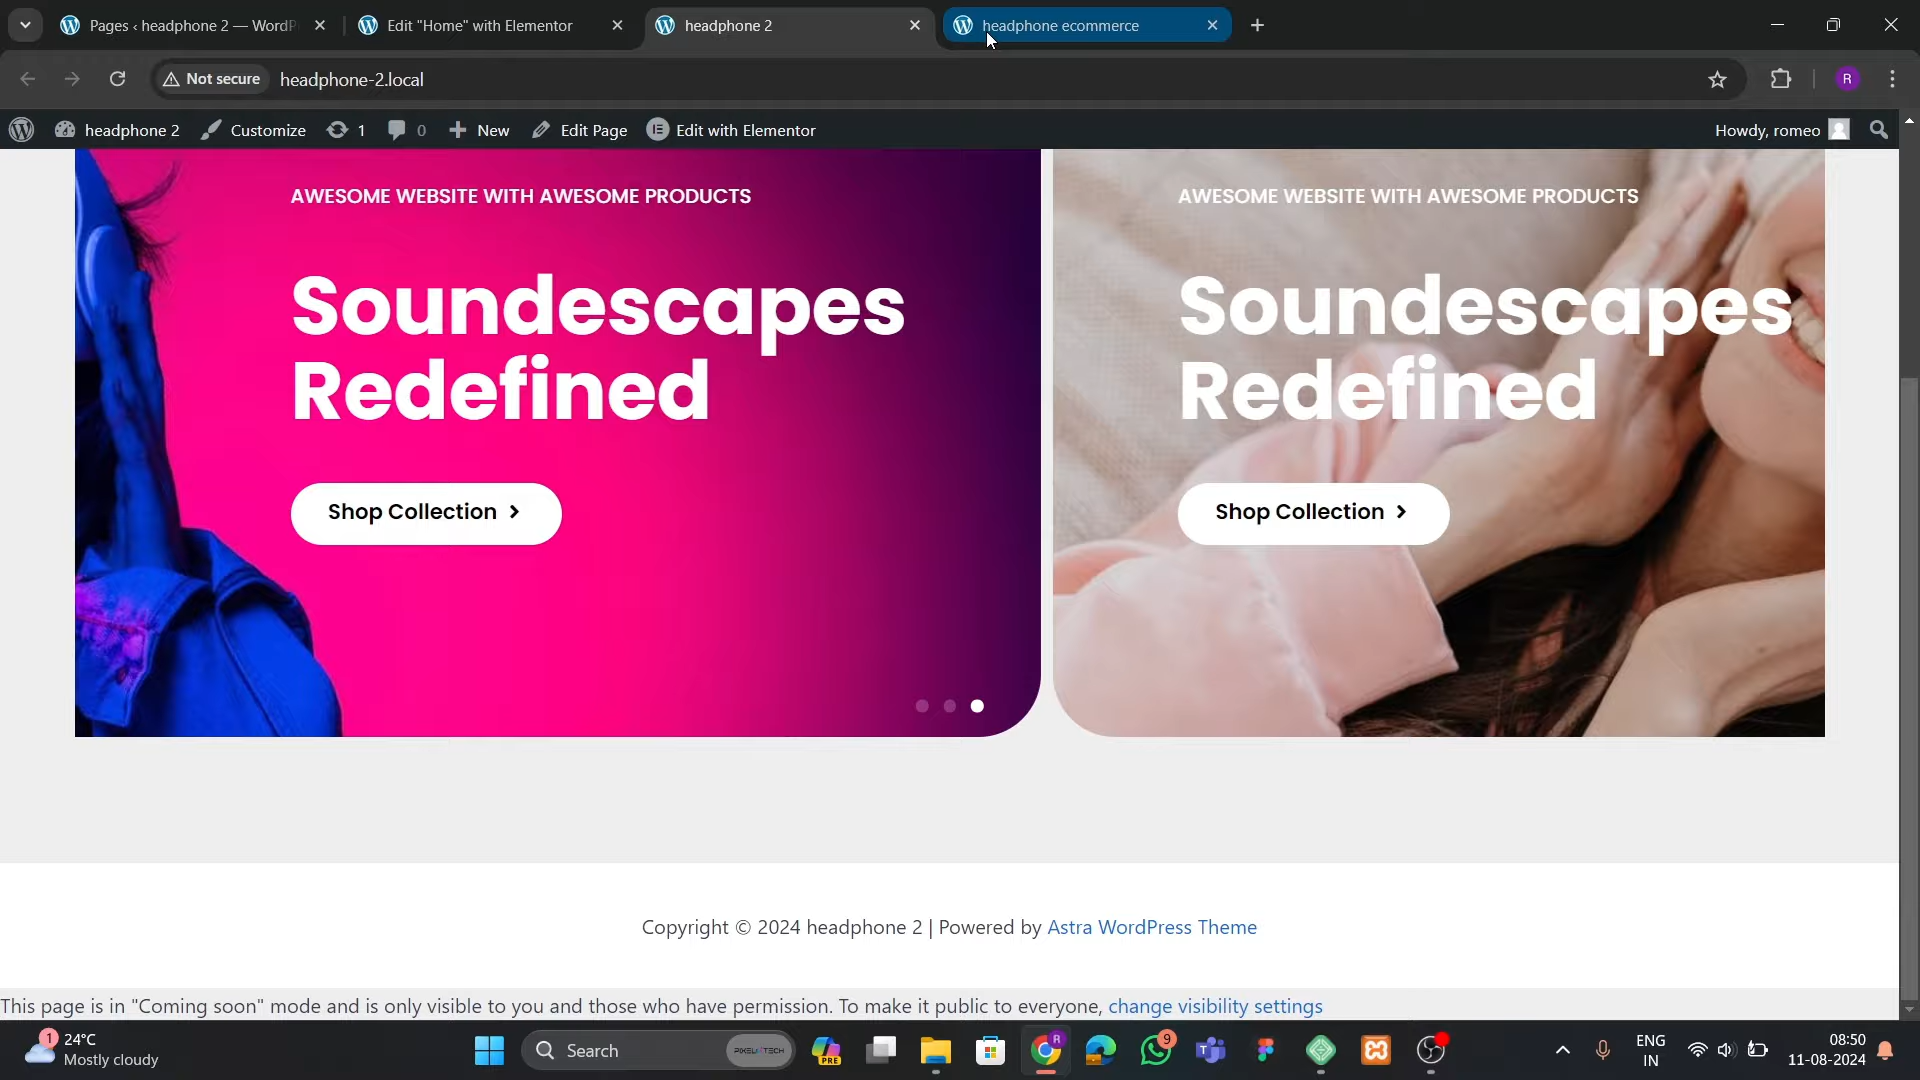 Pages ‹ headphone 2 — WordP
Edit "Home" with Elementor
headphone 2
headphone ecommerce
Not secure
headphone-2.local
R
headphone 2
Customize
1
0
New
Edit Page
Edit with Elementor
Howdy, romeo
AWESOME WEBSITE WITH AWESOME PRODUCTS
Soundescapes
Redefined
Shop Collection
AWESOME WEBSITE WITH AWESOME PRODUCTS
Soundescapes
Redefined
Shop Collection
Copyright © 2024 headphone 2 | Powered by Astra WordPress Theme
This page is in "Coming soon" mode and is only visible to you and those who have permission. To make it public to everyone, change visibility settings
1
24°C
Mostly cloudy
Search
PIXEL TECH
PRE
R
9
ENG
IN
08:50
11-08-2024